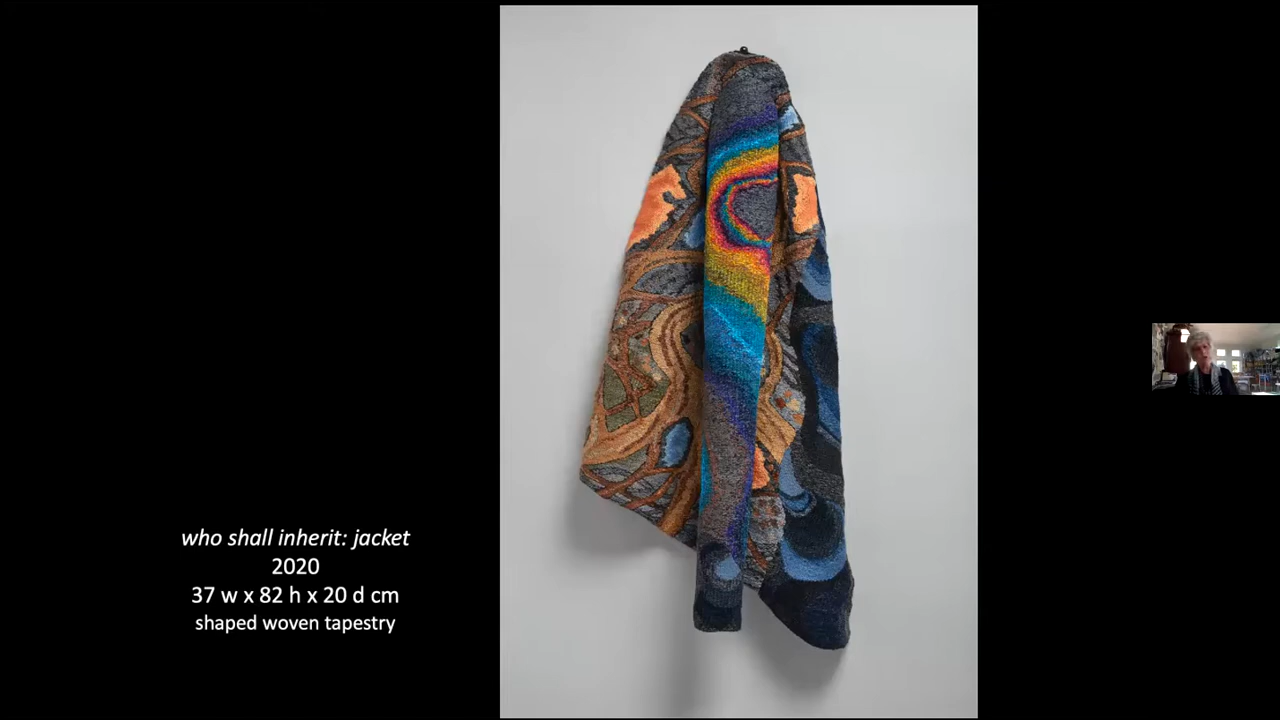 who shall inherit: jacket
2020
37 w x 82 h x 20 d cm
shaped woven tapestry